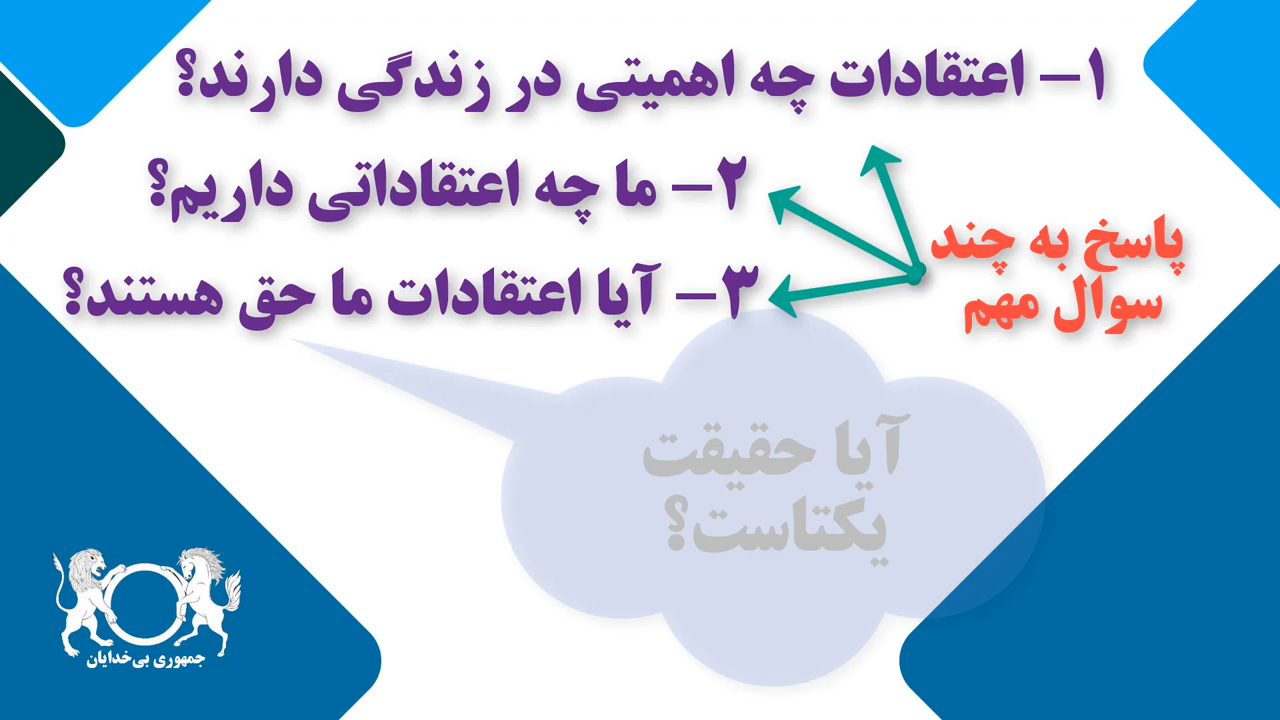 ۱- اعتقادات چه اهمیتی در زندگی دارند؟
۲- ما چه اعتقاداتی داریم؟
۳- آیا اعتقادات ما حق هستند؟
پاسخ به چند
سوال مهم
آیا حقیقت
یکتاست؟
جمهوری بی‌خدایان